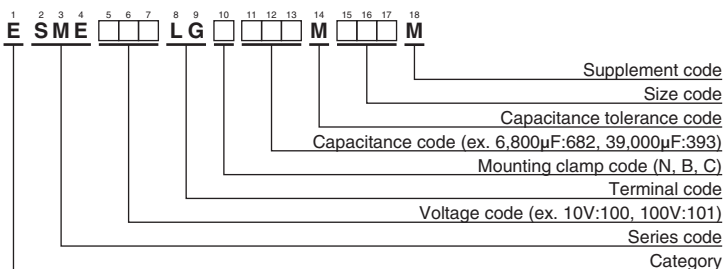 1 2 3 4 5 6 7 8 9 10 11 12 13 14 15 16 17 18
E SME □□□ LG □ □□□ M □□□ M
Supplement code
Size code
Capacitance tolerance code
Capacitance code (ex. 6,800μF:682, 39,000μF:393)
Mounting clamp code (N, B, C)
Terminal code
Voltage code (ex. 10V:100, 100V:101)
Series code
Category